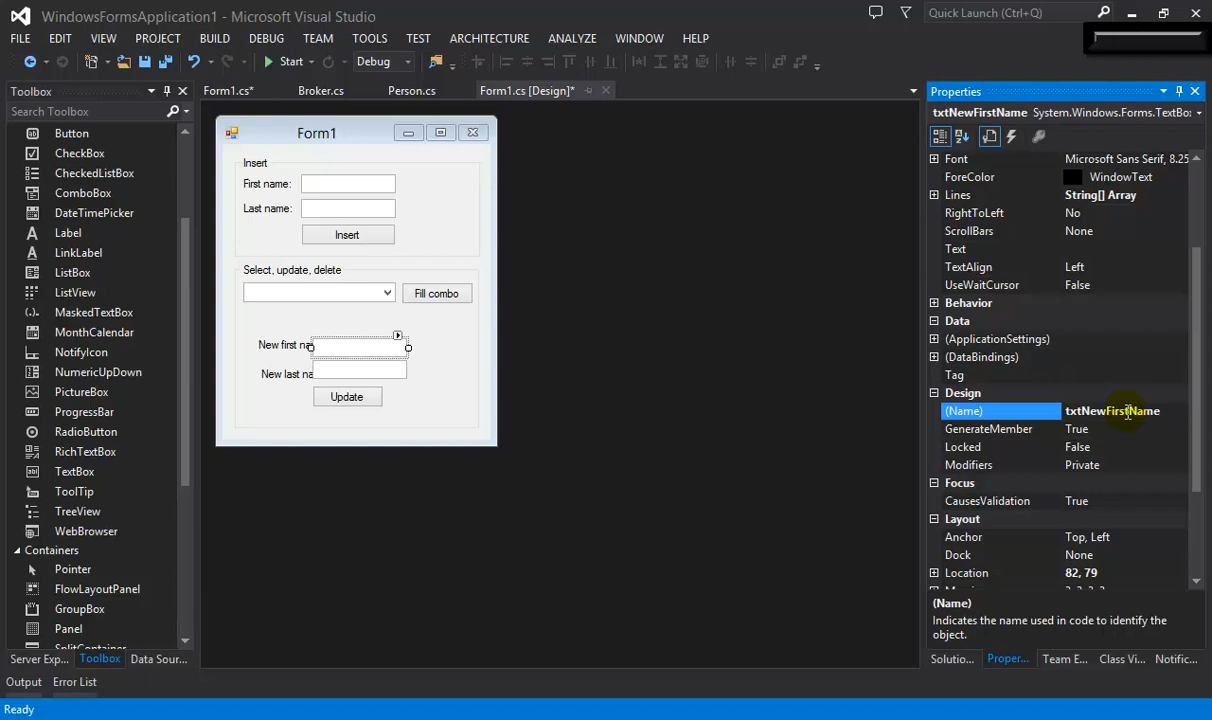 WindowsFormsApplication1 - Microsoft Visual Studio
Quick Launch (Ctrl+Q)
FILE EDIT VIEW PROJECT BUILD DEBUG TEAM TOOLS TEST ARCHITECTURE ANALYZE WINDOW HELP
Start Debug
Toolbox
Search Toolbox
Button
CheckBox
CheckedListBox
ComboBox
DateTimePicker
Label
LinkLabel
ListBox
ListView
MaskedTextBox
MonthCalendar
NotifyIcon
NumericUpDown
PictureBox
ProgressBar
RadioButton
RichTextBox
TextBox
ToolTip
TreeView
WebBrowser
Containers
Pointer
FlowLayoutPanel
GroupBox
Panel
SplitContainer
Server Exp... Toolbox Data Sour...
Form1.cs* Broker.cs Person.cs Form1.cs [Design]*
Form1
Insert
First name:
Last name:
Insert
Select, update, delete
Fill combo
New first na
New last na
Update
Properties
txtNewFirstName System.Windows.Forms.TextBo
Font Microsoft Sans Serif, 8.25
ForeColor WindowText
Lines String[] Array
RightToLeft No
ScrollBars None
Text
TextAlign Left
UseWaitCursor False
Behavior
Data
(ApplicationSettings)
(DataBindings)
Tag
Design
(Name) txtNewFirstName
GenerateMember True
Locked False
Modifiers Private
Focus
CausesValidation True
Layout
Anchor Top, Left
Dock None
Location 82, 79
(Name)
Indicates the name used in code to identify the
object.
Solutio... Proper... Team E... Class Vi... Notific...
Output Error List
Ready